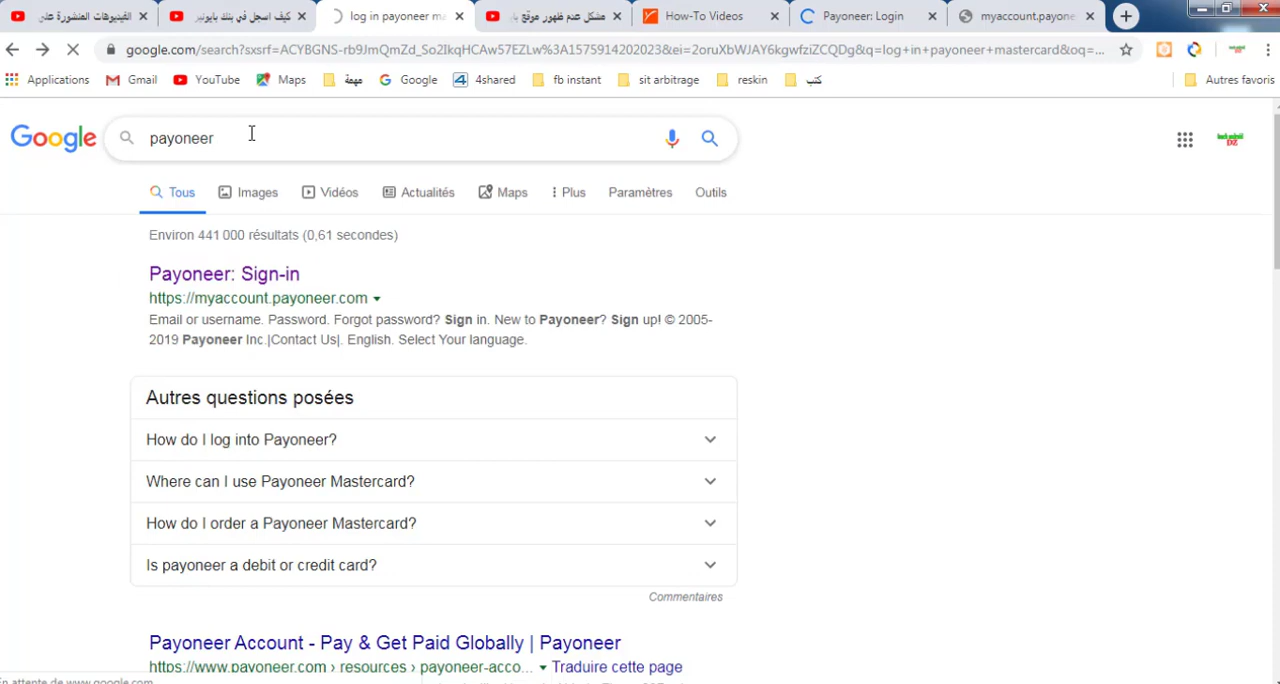 الفيديوهات المنشورة على
كيف اسجل في بنك بايونير
log in payoneer ma
مشكل عدم ظهور موقع با
How-To Videos
Payoneer: Login
myaccount.payone
google.com/search?sxsrf=ACYBGNS-rb9JmQmZd_So2IkqHCAw57EZLw%3A1575914202023&ei=2oruXbWJAY6kgwfziZCQDg&q=log+in+payoneer+mastercard&oq=...
Applications
Gmail
YouTube
Maps
مهمة
Google
4shared
fb instant
sit arbitrage
reskin
كتب
Autres favoris
Google
payoneer
Tous
Images
Vidéos
Actualités
Maps
Plus
Paramètres
Outils
Environ 441 000 résultats (0,61 secondes)
Payoneer: Sign-in
https://myaccount.payoneer.com
Email or username. Password. Forgot password? Sign in. New to Payoneer? Sign up! © 2005-
2019 Payoneer Inc.|Contact Us|. English. Select Your language.
Autres questions posées
How do I log into Payoneer?
Where can I use Payoneer Mastercard?
How do I order a Payoneer Mastercard?
Is payoneer a debit or credit card?
Commentaires
Payoneer Account - Pay & Get Paid Globally | Payoneer
https://www.payoneer.com › resources › payoneer-acco... Traduire cette page
En attente de www.google.com